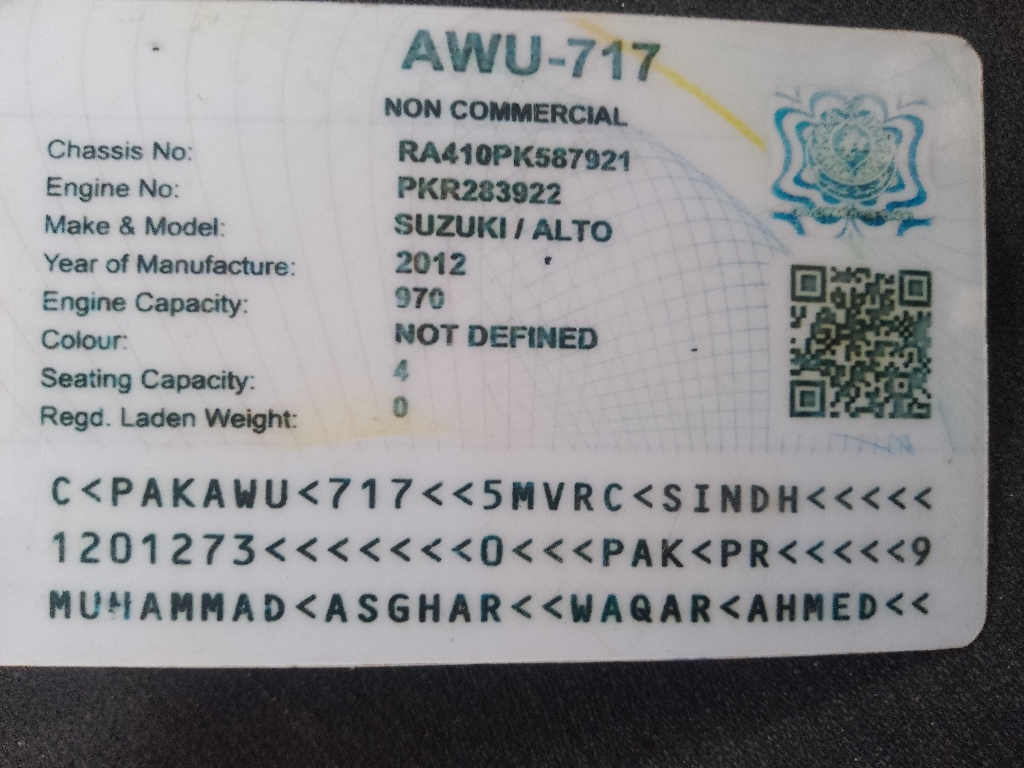 AWU-717
NON COMMERCIAL
Chassis No: RA410PK587921
Engine No: PKR283922
Make & Model: SUZUKI / ALTO
Year of Manufacture: 2012
Engine Capacity: 970
Colour: NOT DEFINED
Seating Capacity: 4
Regd. Laden Weight: 0
C<PAKAWU<717<<5MVRC<SINDH<<<<<
1201273<<<<<<<0<<<PAK<PR<<<<<9
MUHAMMAD<ASGHAR<<WAQAR<AHMED<<